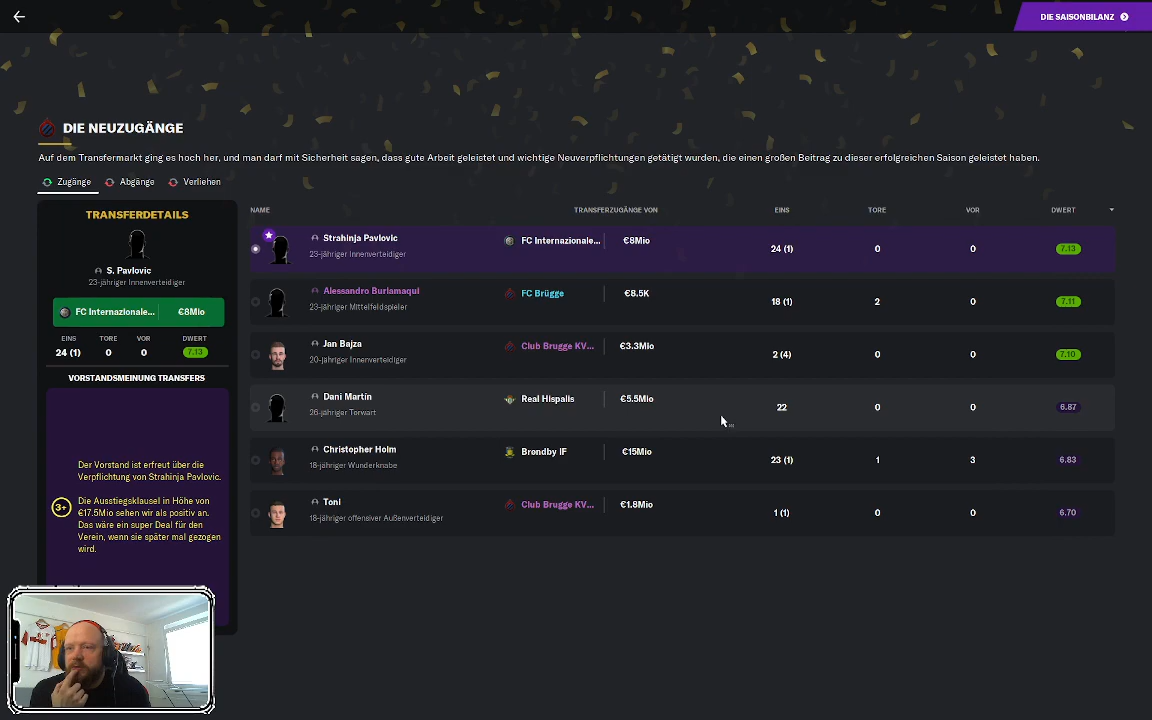 DIE SAISONBILANZ
DIE NEUZUGÄNGE
Auf dem Transfermarkt ging es hoch her, und man darf mit Sicherheit sagen, dass gute Arbeit geleistet und wichtige Neuverpflichtungen getätigt wurden, die einen großen Beitrag zu dieser erfolgreichen Saison geleistet haben.
Zugänge Abgänge Verliehen
TRANSFERDETAILS
S. Pavlovic
23-jähriger Innenverteidiger
FC Internazionale... €8Mio
EINS TORE VOR DWERT
24 (1) 0 0 7.13
VORSTANDSMEINUNG TRANSFERS
Der Vorstand ist erfreut über die
Verpflichtung von Strahinja Pavlovic.
3+
Die Ausstiegsklausel in Höhe von
€17.5Mio sehen wir als positiv an.
Das wäre ein super Deal für den
Verein, wenn sie später mal gezogen
wird.
NAME TRANSFERZUGÄNGE VON EINS TORE VOR DWERT
Strahinja Pavlovic FC Internazionale... €8Mio 24 (1) 0 0 7.13
23-jähriger Innenverteidiger
Alessandro Burlamaqui FC Brügge €8.5K 18 (1) 2 0 7.11
23-jähriger Mittelfeldspieler
Jan Bajza Club Brugge KV... €3.3Mio 2 (4) 0 0 7.10
20-jähriger Innenverteidiger
Dani Martín Real Hispalis €5.5Mio 22 0 0 6.87
26-jähriger Torwart
Christopher Holm Brøndby IF €15Mio 23 (1) 1 3 6.83
18-jähriger Wunderknabe
Toni Club Brugge KV... €1.8Mio 1 (1) 0 0 6.70
18-jähriger offensiver Außenverteidiger